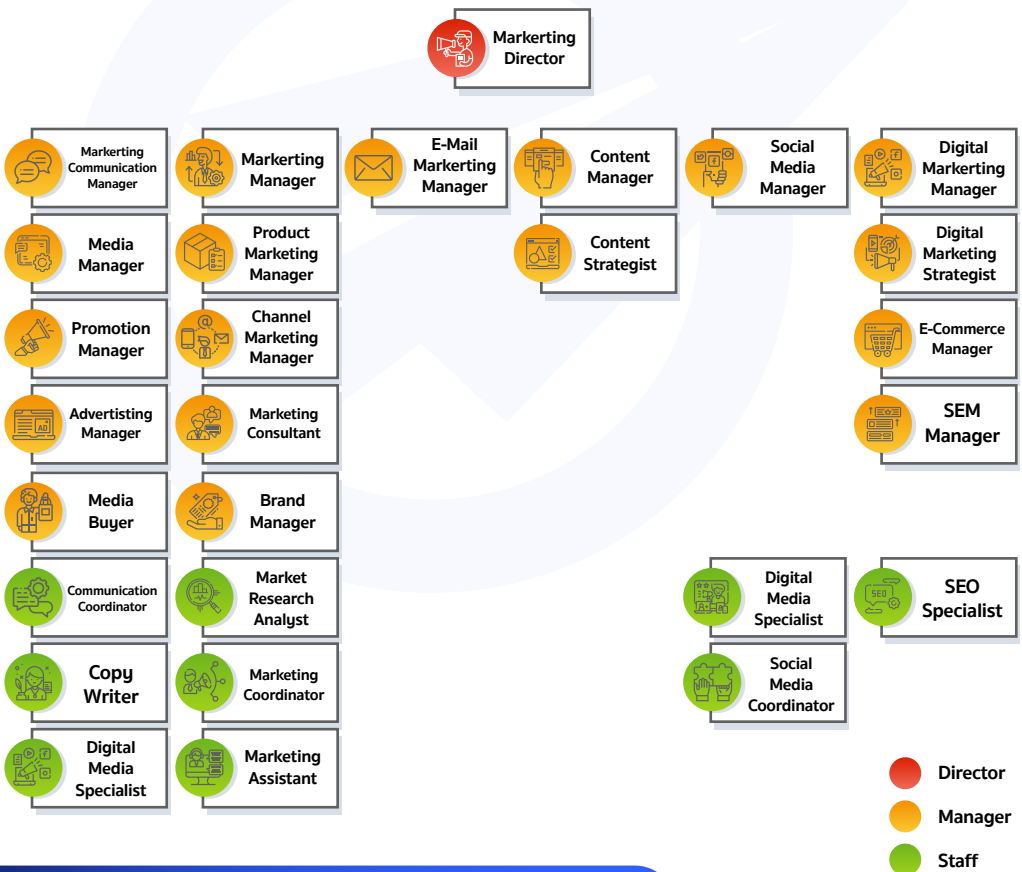 Markerting
Director
Markerting
Communication
Manager
Media
Manager
Promotion
Manager
Advertisting
Manager
AD
Media
Buyer
Communication
Coordinator
Copy
Writer
Digital
Media
Specialist
Markerting
Manager
Product
Marketing
Manager
Channel
Marketing
Manager
Marketing
Consultant
Brand
Manager
Market
Research
Analyst
Marketing
Coordinator
Marketing
Assistant
E-Mail
Markerting
Manager
Content
Manager
Content
Strategist
Social
Media
Manager
Digital
Media
Specialist
Social
Media
Coordinator
Digital
Markerting
Manager
Digital
Marketing
Strategist
E-Commerce
Manager
SEM
Manager
SEO
SEO
Specialist
Director
Manager
Staff